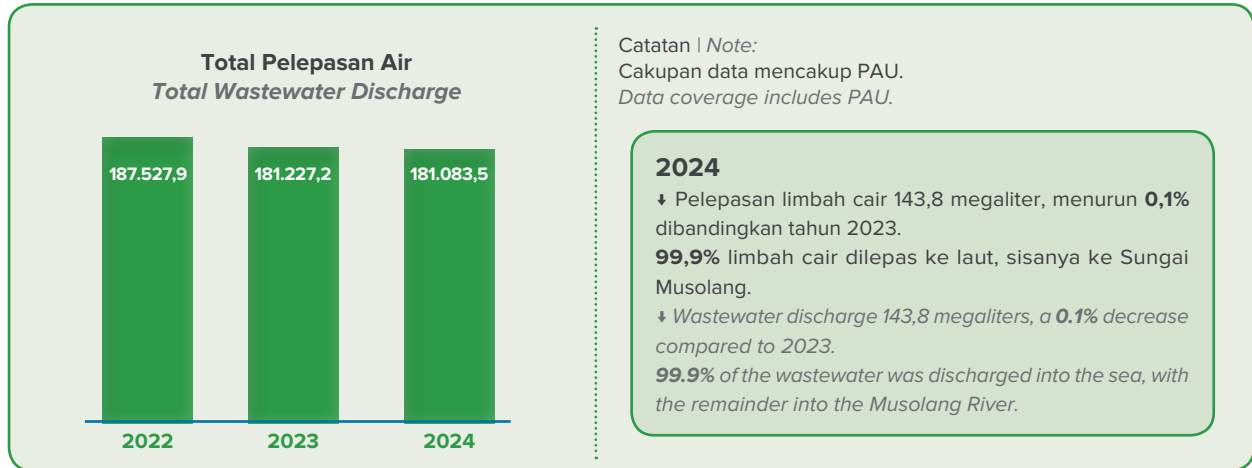 Total Pelepasan Air
Total Wastewater Discharge
187.527,9
181.227,2
181.083,5
2022
2023
2024
Catatan | Note:
Cakupan data mencakup PAU.
Data coverage includes PAU.
2024
↓ Pelepasan limbah cair 143,8 megaliter, menurun 0,1%
dibandingkan tahun 2023.
99,9% limbah cair dilepas ke laut, sisanya ke Sungai
Musolang.
↓ Wastewater discharge 143,8 megaliters, a 0.1% decrease
compared to 2023.
99.9% of the wastewater was discharged into the sea, with
the remainder into the Musolang River.